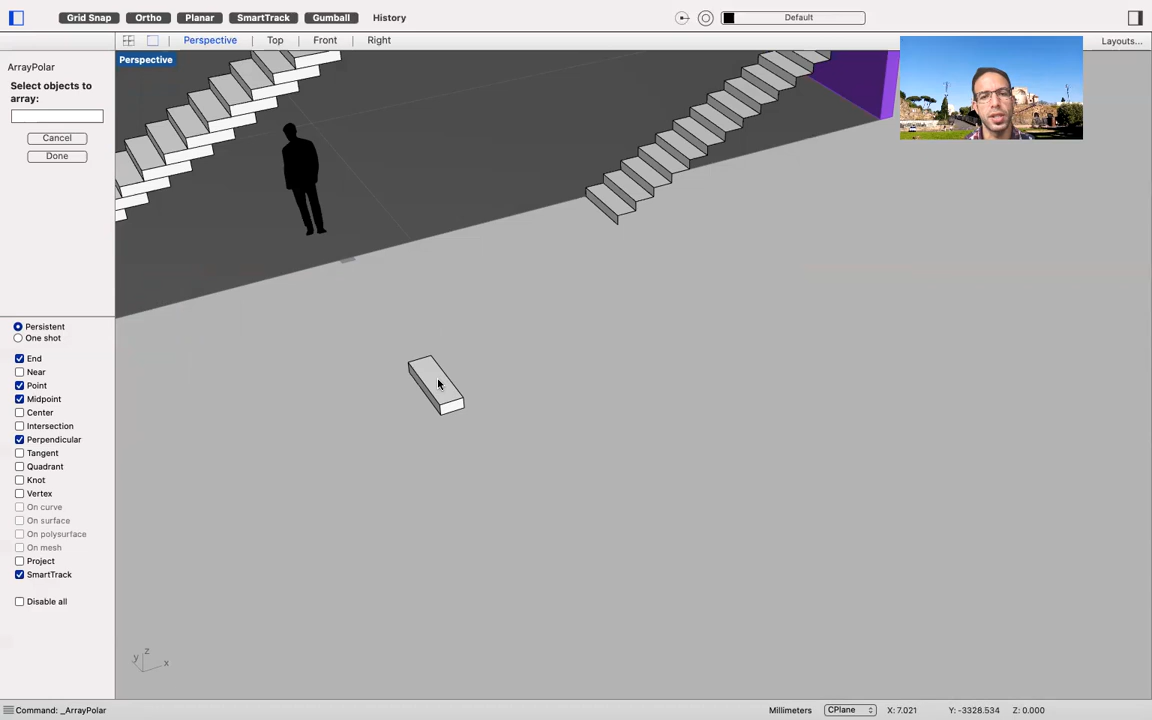 Grid Snap Ortho Planar SmartTrack Gumball History Default
Perspective Top Front Right Layouts...
Perspective
ArrayPolar
Select objects to
array:
Cancel
Done
Persistent
One shot
End
Near
Point
Midpoint
Center
Intersection
Perpendicular
Tangent
Quadrant
Knot
Vertex
On curve
On surface
On polysurface
On mesh
Project
SmartTrack
Disable all
z
y
x
Command: _ArrayPolar Millimeters CPlane X: 7.021 Y: -3328.534 Z: 0.000